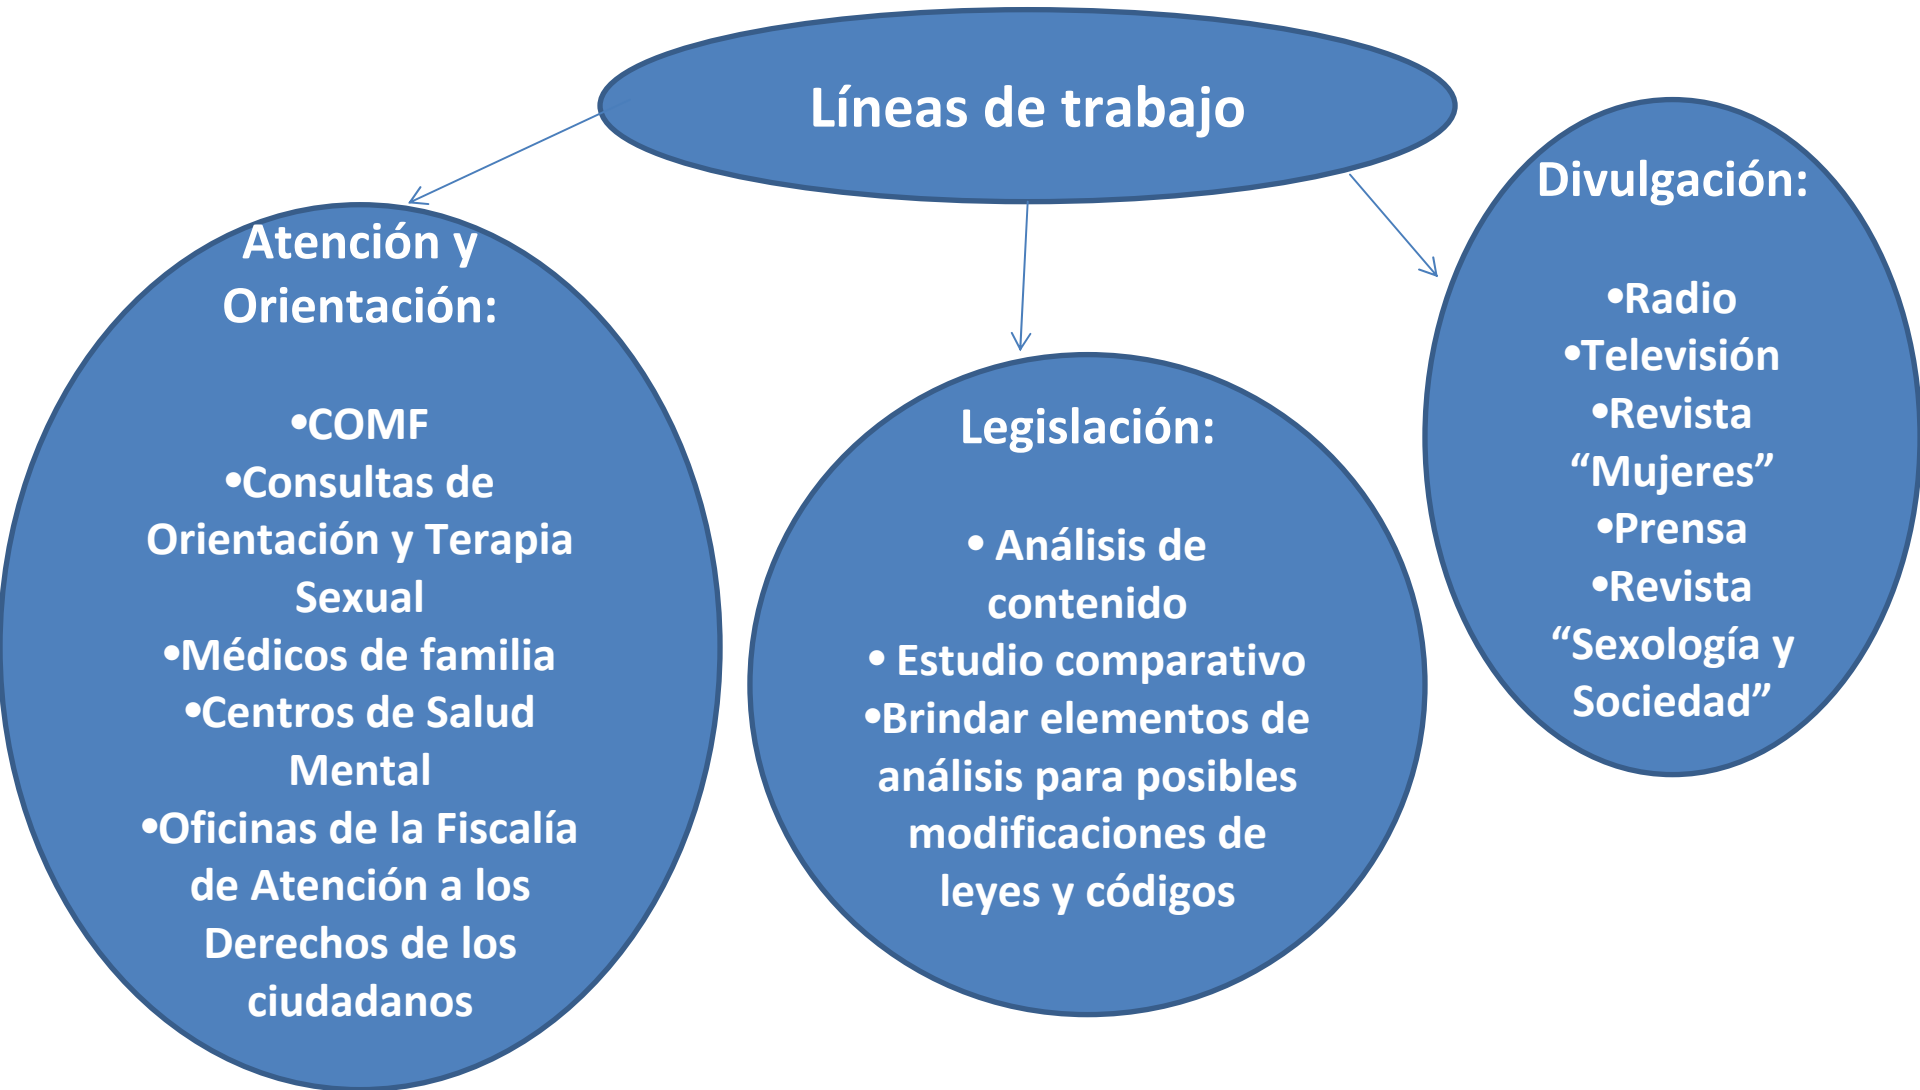 Líneas de trabajo
Atención y
Orientación:
•COMF
•Consultas de
Orientación y Terapia
Sexual
•Médicos de familia
•Centros de Salud
Mental
•Oficinas de la Fiscalía
de Atención a los
Derechos de los
ciudadanos
Legislación:
• Análisis de
contenido
• Estudio comparativo
•Brindar elementos de
análisis para posibles
modificaciones de
leyes y códigos
Divulgación:
•Radio
•Televisión
•Revista
“Mujeres”
•Prensa
•Revista
“Sexología y
Sociedad”